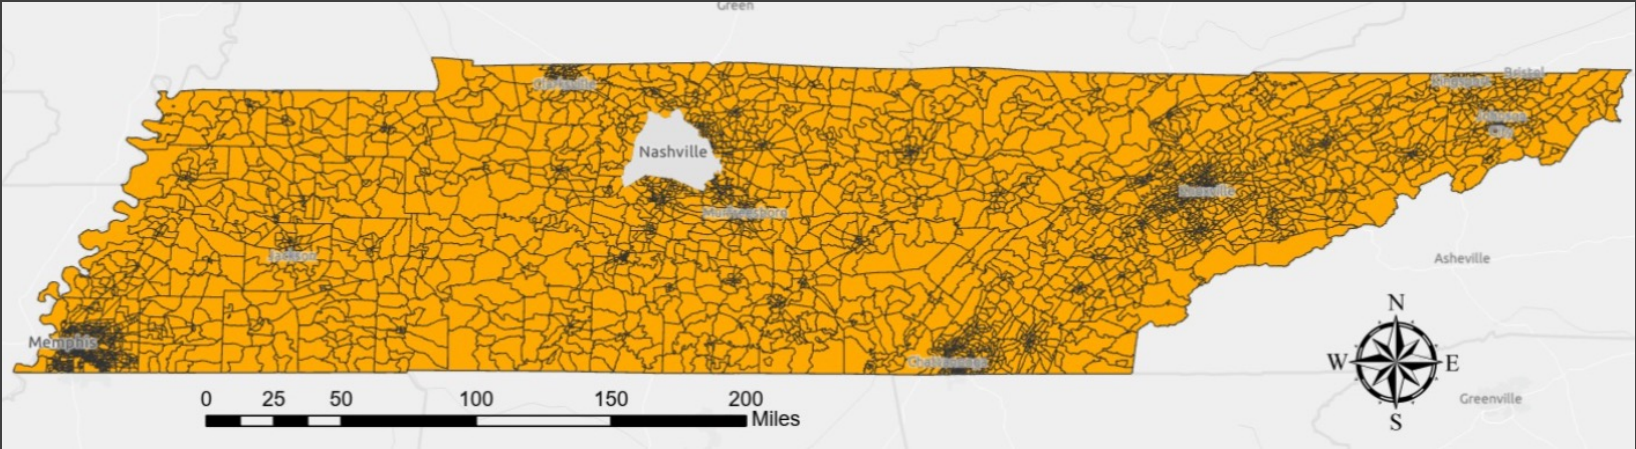 Green
Clarksville
Kingsport
Bristol
Johnson
City
Nashville
Knoxville
Murfreesboro
Jackson
Asheville
Memphis
Chattanooga
N
W E
S
0 25 50 100 150 200
Miles
Greenville